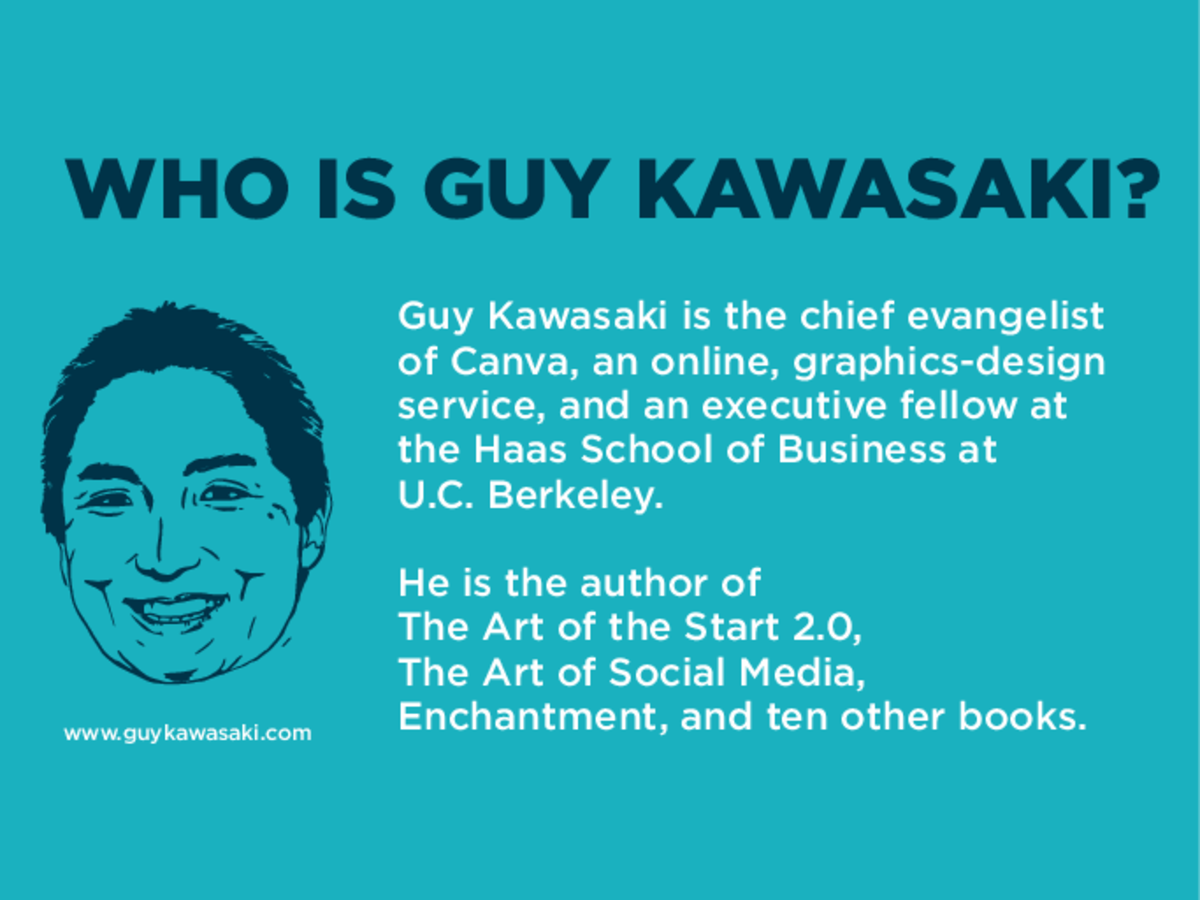 WHO IS GUY KAWASAKI?
Guy Kawasaki is the chief evangelist
of Canva, an online, graphics-design
service, and an executive fellow at
the Haas School of Business at
U.C. Berkeley.
He is the author of
The Art of the Start 2.0,
The Art of Social Media,
Enchantment, and ten other books.
www.guykawasaki.com